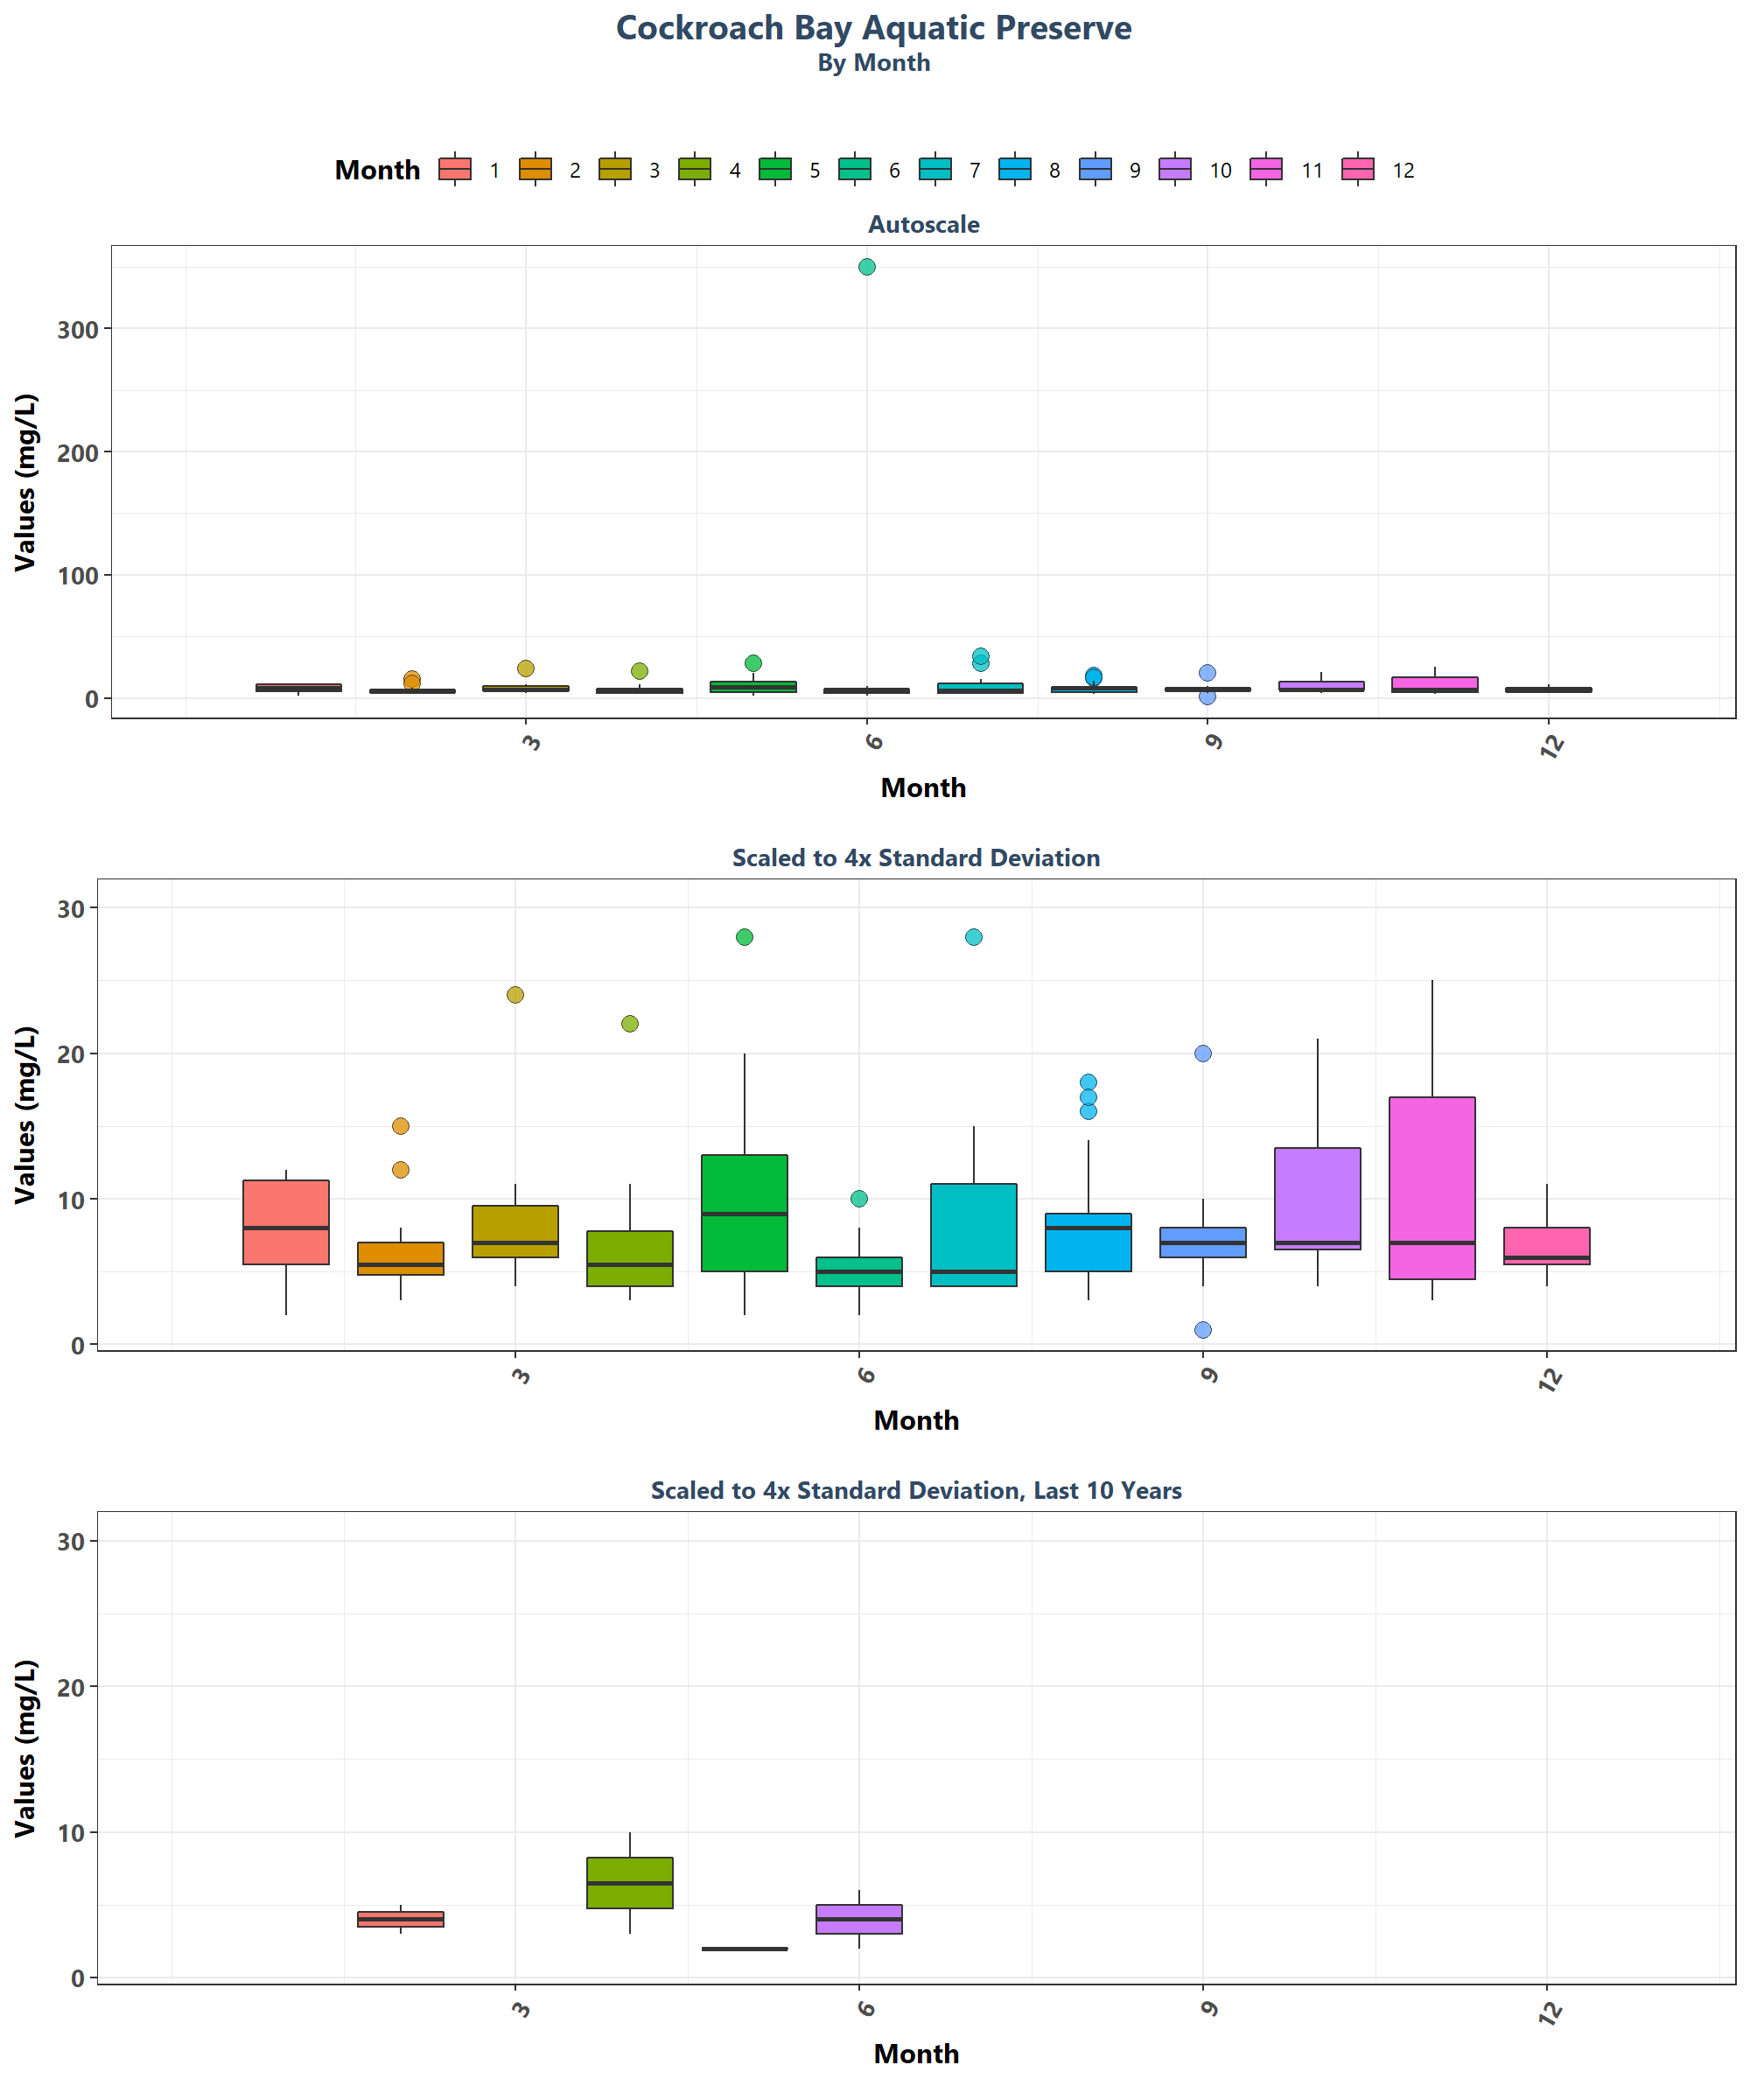 Cockroach Bay Aquatic Preserve
By Month
Month 1 2 3 4 5 6 7 8 9 10 11 12
Autoscale
Values (mg/L)
300
200
100
0
3 6 9 12
Month
Scaled to 4x Standard Deviation
Values (mg/L)
30
20
10
0
3 6 9 12
Month
Scaled to 4x Standard Deviation, Last 10 Years
Values (mg/L)
30
20
10
0
3 6 9 12
Month